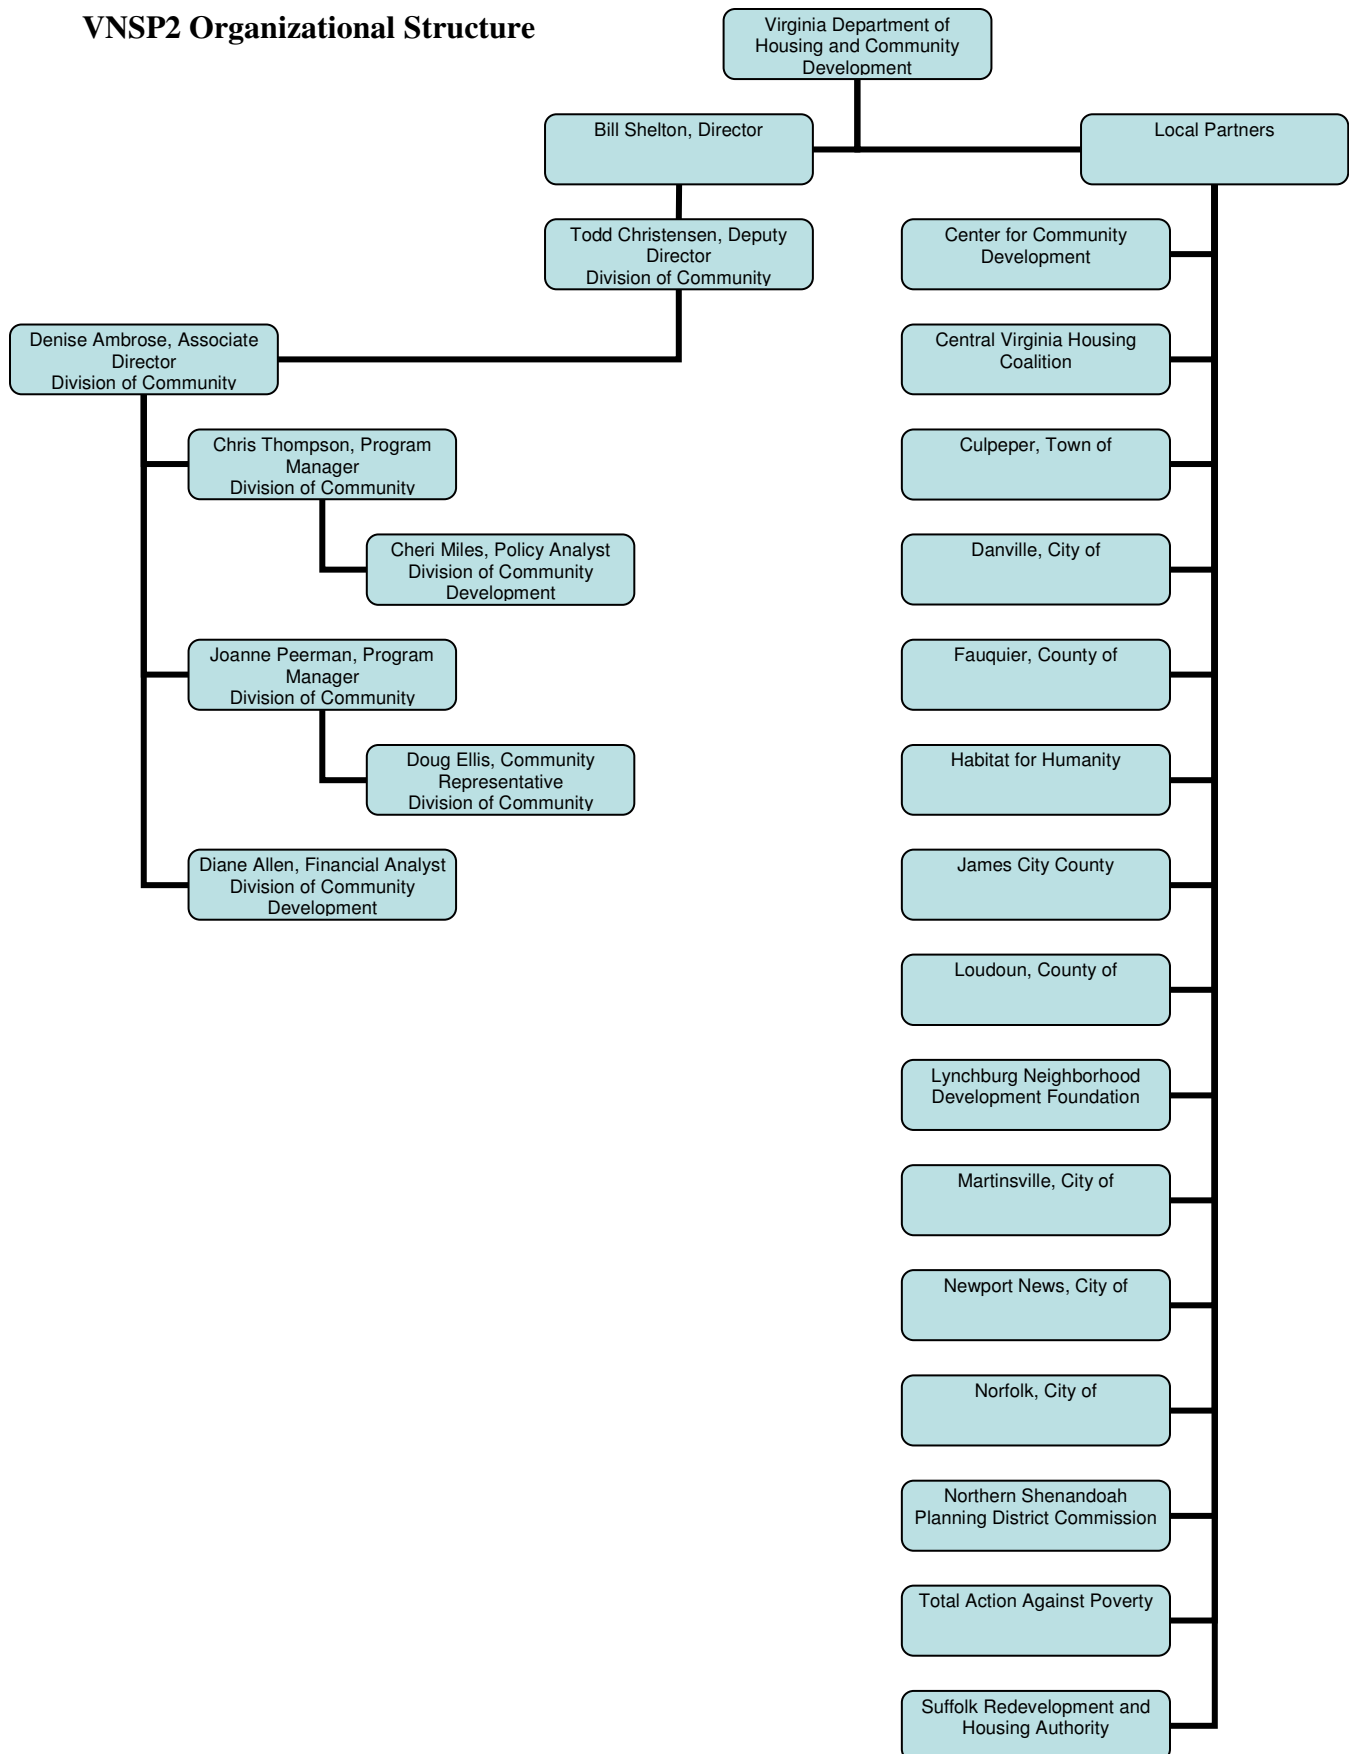 VNSP2 Organizational Structure
Virginia Department of
Housing and Community
Development
Bill Shelton, Director
Local Partners
Todd Christensen, Deputy
Director
Division of Community
Center for Community
Development
Denise Ambrose, Associate
Director
Division of Community
Central Virginia Housing
Coalition
Chris Thompson, Program
Manager
Division of Community
Culpeper, Town of
Cheri Miles, Policy Analyst
Division of Community
Development
Danville, City of
Joanne Peerman, Program
Manager
Division of Community
Fauquier, County of
Doug Ellis, Community
Representative
Division of Community
Habitat for Humanity
Diane Allen, Financial Analyst
Division of Community
Development
James City County
Loudoun, County of
Lynchburg Neighborhood
Development Foundation
Martinsville, City of
Newport News, City of
Norfolk, City of
Northern Shenandoah
Planning District Commission
Total Action Against Poverty
Suffolk Redevelopment and
Housing Authority